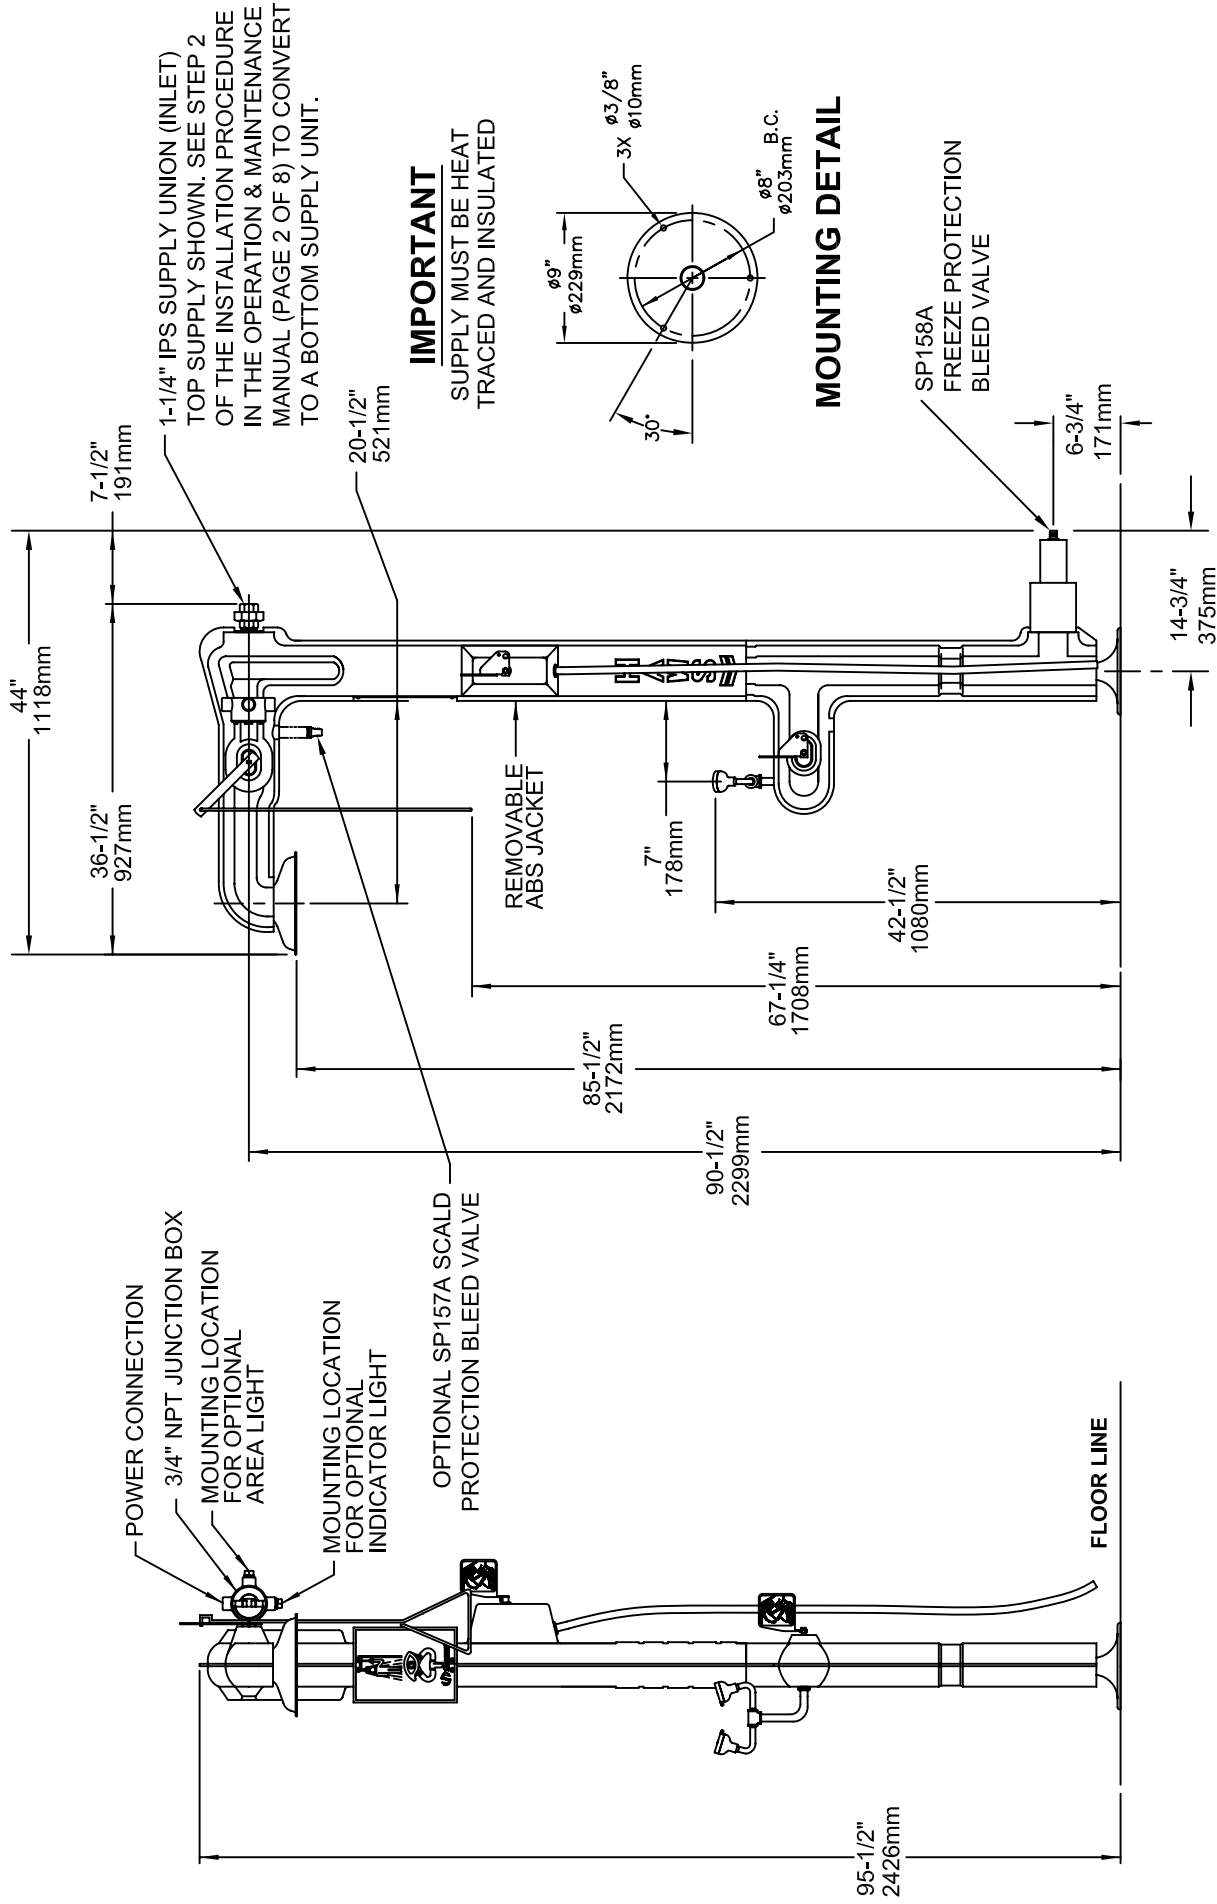 44"
1118mm
36-1/2"
927mm
7-1/2"
191mm
1-1/4" IPS SUPPLY UNION (INLET)
TOP SUPPLY SHOWN. SEE STEP 2
OF THE INSTALLATION PROCEDURE
IN THE OPERATION & MAINTENANCE
MANUAL (PAGE 2 OF 8) TO CONVERT
TO A BOTTOM SUPPLY UNIT.
20-1/2"
521mm
IMPORTANT
SUPPLY MUST BE HEAT
TRACED AND INSULATED
ø9"
ø229mm
3X ø3/8"
ø10mm
ø8"
ø203mm B.C.
30°
MOUNTING DETAIL
SP158A
FREEZE PROTECTION
BLEED VALVE
6-3/4"
171mm
14-3/4"
375mm
REMOVABLE
ABS JACKET
7"
178mm
42-1/2"
1080mm
67-1/4"
1708mm
85-1/2"
2172mm
90-1/2"
2299mm
HAWS
POWER CONNECTION
3/4" NPT JUNCTION BOX
MOUNTING LOCATION
FOR OPTIONAL
AREA LIGHT
MOUNTING LOCATION
FOR OPTIONAL
INDICATOR LIGHT
OPTIONAL SP157A SCALD
PROTECTION BLEED VALVE
FLOOR LINE
95-1/2"
2426mm